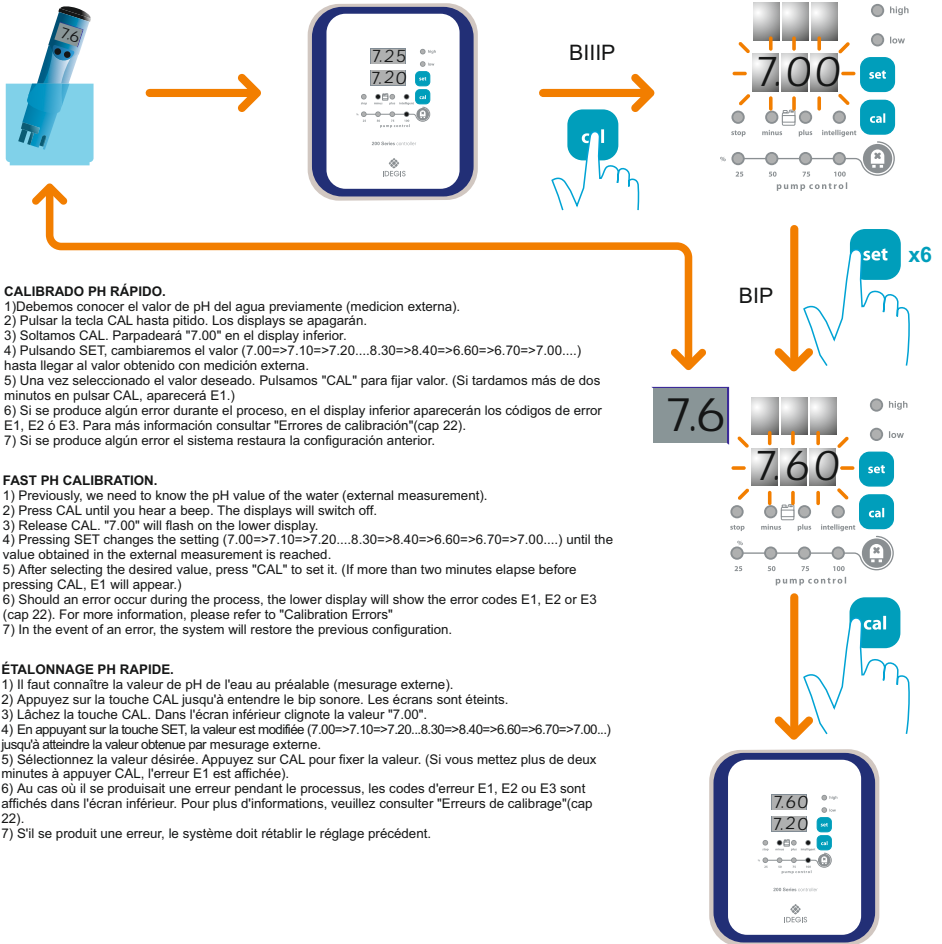 7.6
7.25
high
low
7.20
set
stop minus plus intelligent
cal
%
25 50 75 100
pump control
200 Series controller
IDEGIS
BIIIP
cal
high
low
7.00
set
stop minus plus intelligent
cal
%
25 50 75 100
pump control
set x6
BIP
CALIBRADO PH RÁPIDO.
1)Debemos conocer el valor de pH del agua previamente (medicion externa).
2) Pulsar la tecla CAL hasta pitido. Los displays se apagarán.
3) Soltamos CAL. Parpadeará "7.00" en el display inferior.
4) Pulsando SET, cambiaremos el valor (7.00=>7.10=>7.20....8.30=>8.40=>6.60=>6.70=>7.00....)
hasta llegar al valor obtenido con medición externa.
5) Una vez seleccionado el valor deseado. Pulsamos "CAL" para fijar valor. (Si tardamos más de dos
minutos en pulsar CAL, aparecerá E1.)
6) Si se produce algún error durante el proceso, en el display inferior aparecerán los códigos de error
E1, E2 ó E3. Para más información consultar "Errores de calibración"(cap 22).
7) Si se produce algún error el sistema restaura la configuración anterior.
FAST PH CALIBRATION.
1) Previously, we need to know the pH value of the water (external measurement).
2) Press CAL until you hear a beep. The displays will switch off.
3) Release CAL. "7.00" will flash on the lower display.
4) Pressing SET changes the setting (7.00=>7.10=>7.20....8.30=>8.40=>6.60=>6.70=>7.00....) until the
value obtained in the external measurement is reached.
5) After selecting the desired value, press "CAL" to set it. (If more than two minutes elapse before
pressing CAL, E1 will appear.)
6) Should an error occur during the process, the lower display will show the error codes E1, E2 or E3
(cap 22). For more information, please refer to "Calibration Errors"
7) In the event of an error, the system will restore the previous configuration.
ÉTALONNAGE PH RAPIDE.
1) Il faut connaître la valeur de pH de l'eau au préalable (mesurage externe).
2) Appuyez sur la touche CAL jusqu'à entendre le bip sonore. Les écrans sont éteints.
3) Lâchez la touche CAL. Dans l'écran inférieur clignote la valeur "7.00".
4) En appuyant sur la touche SET, la valeur est modifiée (7.00=>7.10=>7.20...8.30=>8.40=>6.60=>6.70=>7.00...)
jusqu'à atteindre la valeur obtenue par mesurage externe.
5) Sélectionnez la valeur désirée. Appuyez sur CAL pour fixer la valeur. (Si vous mettez plus de deux
minutes à appuyer CAL, l'erreur E1 est affichée).
6) Au cas où il se produisait une erreur pendant le processus, les codes d'erreur E1, E2 ou E3 sont
affichés dans l'écran inférieur. Pour plus d'informations, veuillez consulter "Erreurs de calibrage"(cap
22).
7) S'il se produit une erreur, le système doit rétablir le réglage précédent.
7.6
high
low
7.60
set
stop minus plus intelligent
cal
%
25 50 75 100
pump control
cal
7.60
high
low
7.20
set
stop minus plus intelligent
cal
%
25 50 75 100
pump control
200 Series controller
IDEGIS